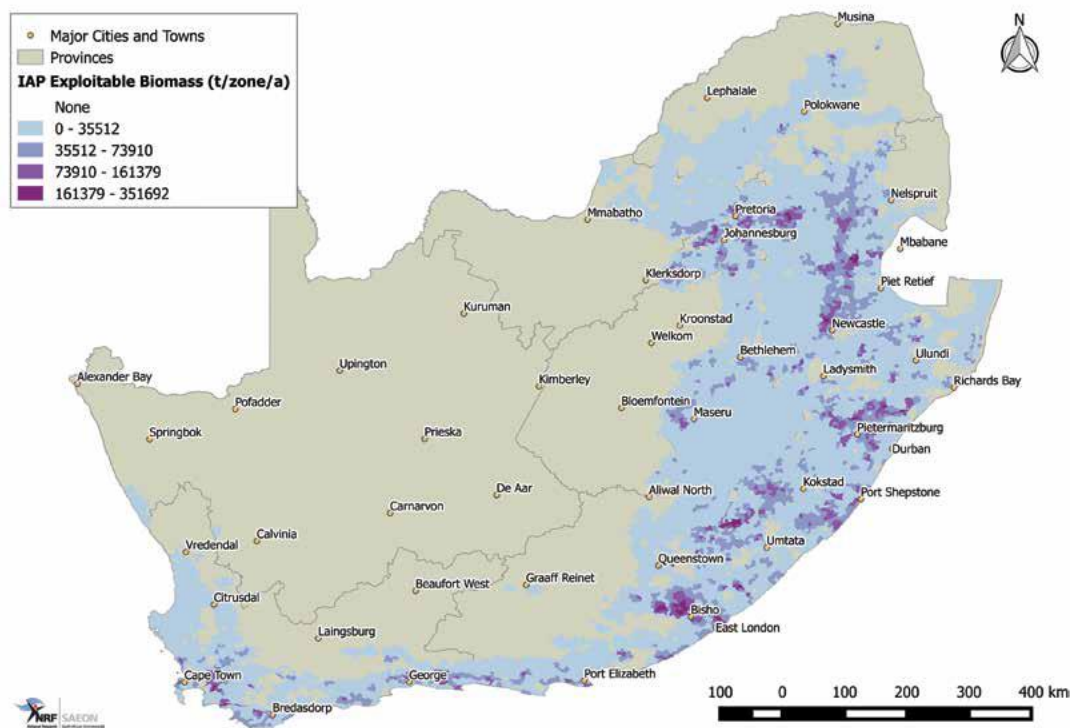 Major Cities and Towns
Provinces
IAP Exploitable Biomass (t/zone/a)
None
0 - 35512
35512 - 73910
73910 - 161379
161379 - 351692
N
Musina
Lephalale
Polokwane
Nelspruit
Pretoria
Mmabatho
Johannesburg
Mbabane
Klerksdorp
Piet Retief
Kuruman
Kroonstad
Newcastle
Welkom
Bethlehem
Ulundi
Upington
Ladysmith
Alexander Bay
Kimberley
Richards Bay
Pofadder
Bloemfontein
Maseru
Springbok
Prieska
Pietermaritzburg
Durban
De Aar
Aliwal North
Kokstad
Port Shepstone
Carnarvon
Calvinia
Vredendal
Umtata
Queenstown
Beaufort West
Graaff Reinet
Citrusdal
Bisho
East London
Laingsburg
Cape Town
George
Port Elizabeth
Bredasdorp
100 0 100 200 300 400 km
NRF SAEON